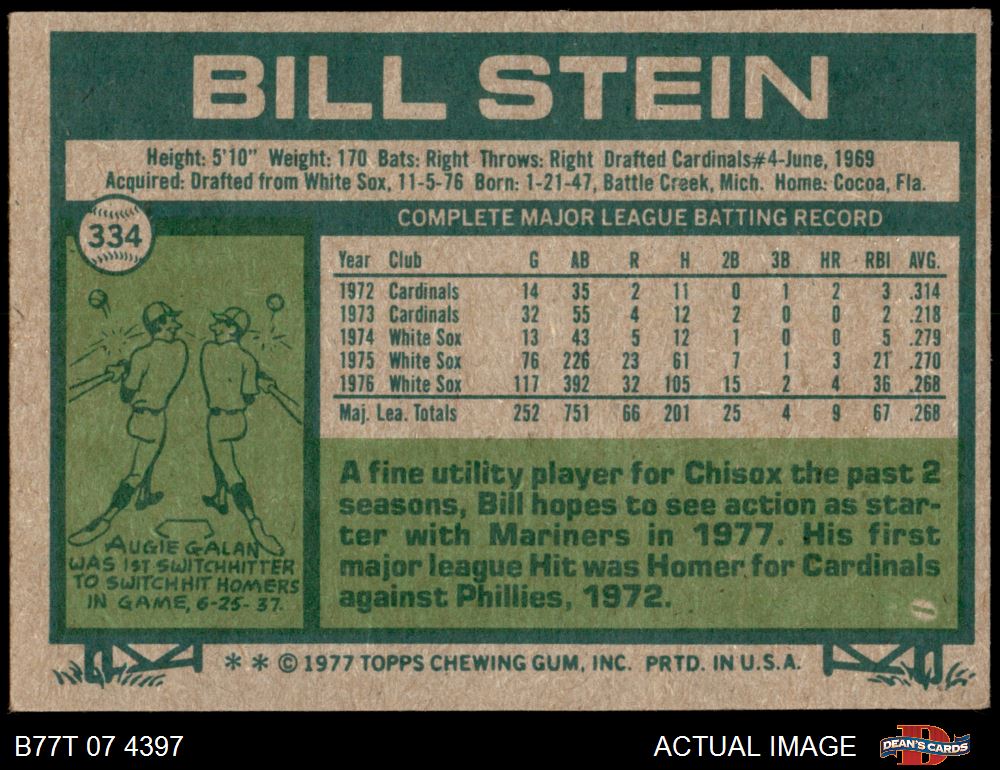 BILL STEIN
Height: 5'10" Weight: 170 Bats: Right Throws: Right Drafted Cardinals#4-June, 1969
Acquired: Drafted from White Sox, 11-5-76 Born: 1-21-47, Battle Creek, Mich. Home: Cocoa, Fla.
334
COMPLETE MAJOR LEAGUE BATTING RECORD
Year Club G AB R H 2B 3B HR RBI AVG.
1972 Cardinals 14 35 2 11 0 1 2 3 .314
1973 Cardinals 32 55 4 12 2 0 0 2 .218
1974 White Sox 13 43 5 12 1 0 0 5 .279
1975 White Sox 76 226 23 61 7 1 3 21 .270
1976 White Sox 117 392 32 105 15 2 4 36 .268
Maj. Lea. Totals 252 751 66 201 25 4 9 67 .268
AUGIE GALAN
WAS 1ST SWITCHHITTER
TO SWITCHHIT HOMERS
IN GAME, 6-25-37.
A fine utility player for Chisox the past 2
seasons, Bill hopes to see action as star-
ter with Mariners in 1977. His first
major league Hit was Homer for Cardinals
against Phillies, 1972.
** © 1977 TOPPS CHEWING GUM, INC. PRTD. IN U.S.A.
B77T 07 4397
ACTUAL IMAGE
D
DEAN'S CARDS